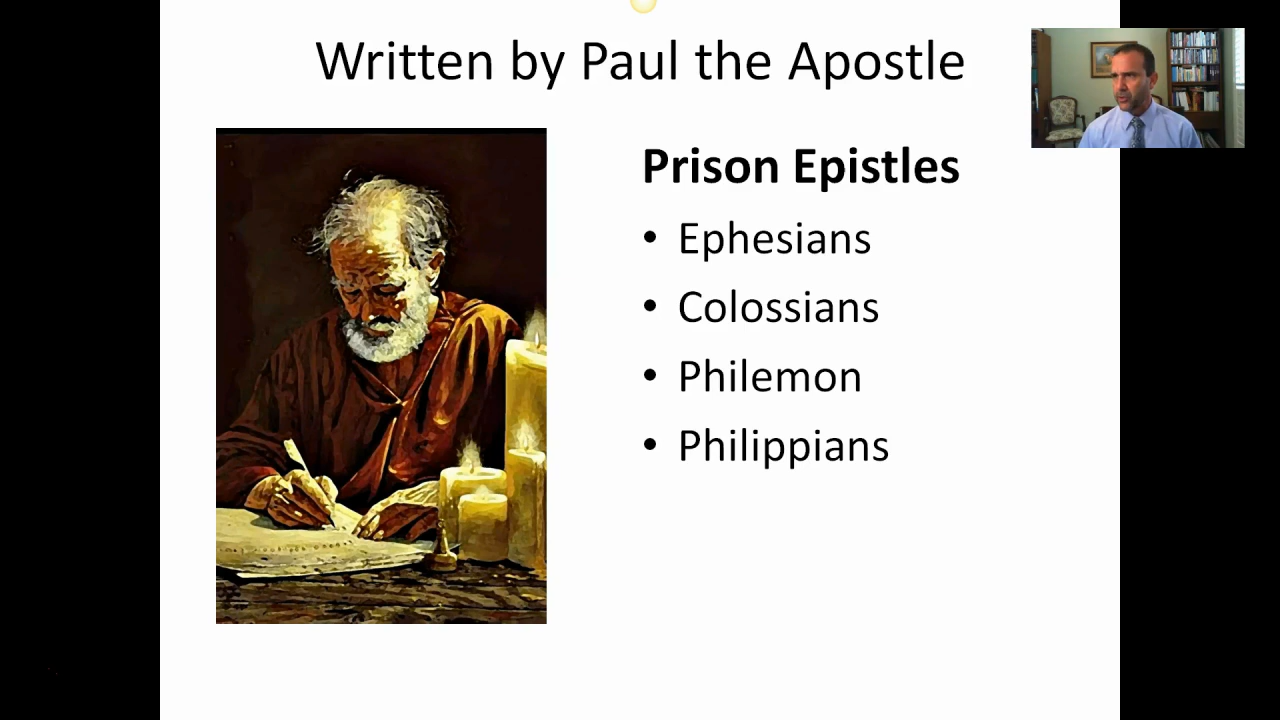 Written by Paul the Apostle
Prison Epistles
• Ephesians
• Colossians
• Philemon
• Philippians